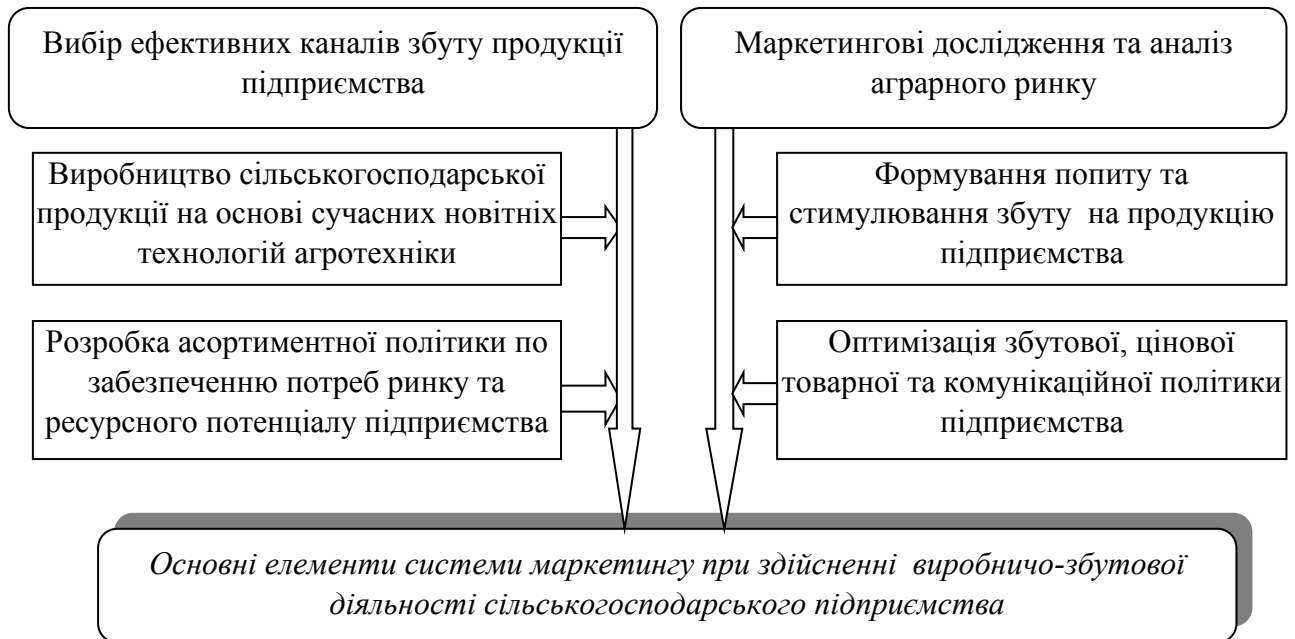 Вибір ефективних каналів збуту продукції
підприємства
Маркетингові дослідження та аналіз
аграрного ринку
Виробництво сільськогосподарської
продукції на основі сучасних новітніх
технологій агротехніки
Формування попиту та
стимулювання збуту на продукцію
підприємства
Розробка асортиментної політики по
забезпеченню потреб ринку та
ресурсного потенціалу підприємства
Оптимізація збутової, цінової
товарної та комунікаційної політики
підприємства
Основні елементи системи маркетингу при здійсненні виробничо-збутової
діяльності сільськогосподарського підприємства